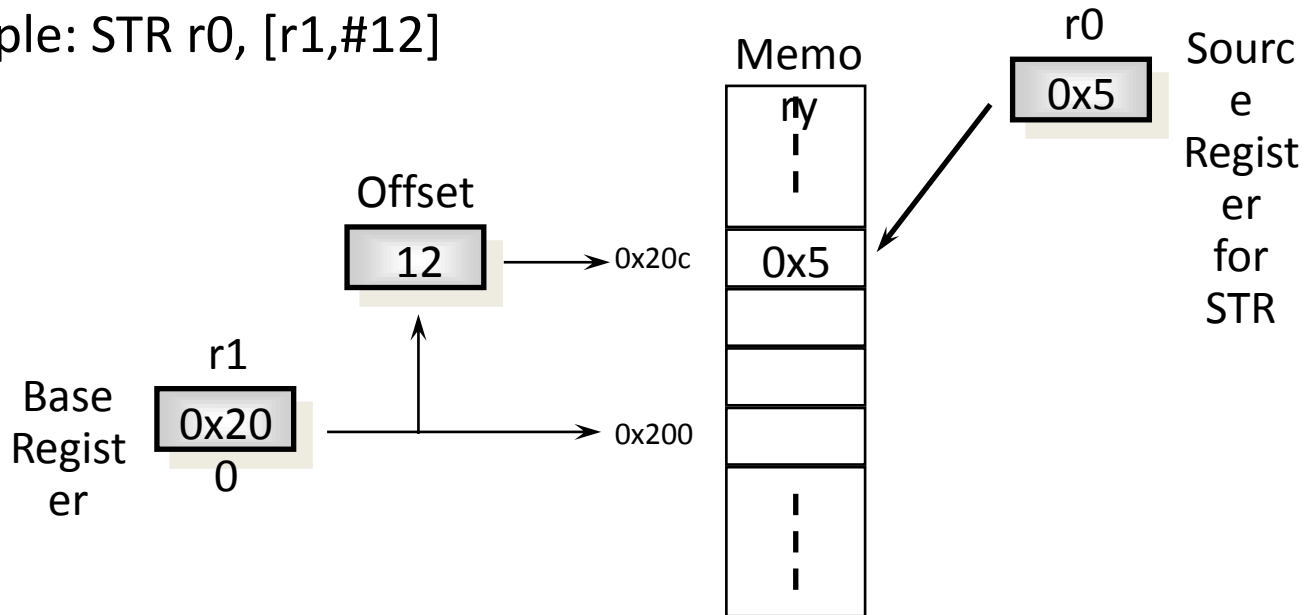 ple: STR r0, [r1,#12]
Memo
ry
r0
0x5
Sourc
e
Regist
er
for
STR
Offset
12
0x20c
0x5
r1
Base
Regist
er
0x20
0
0x200